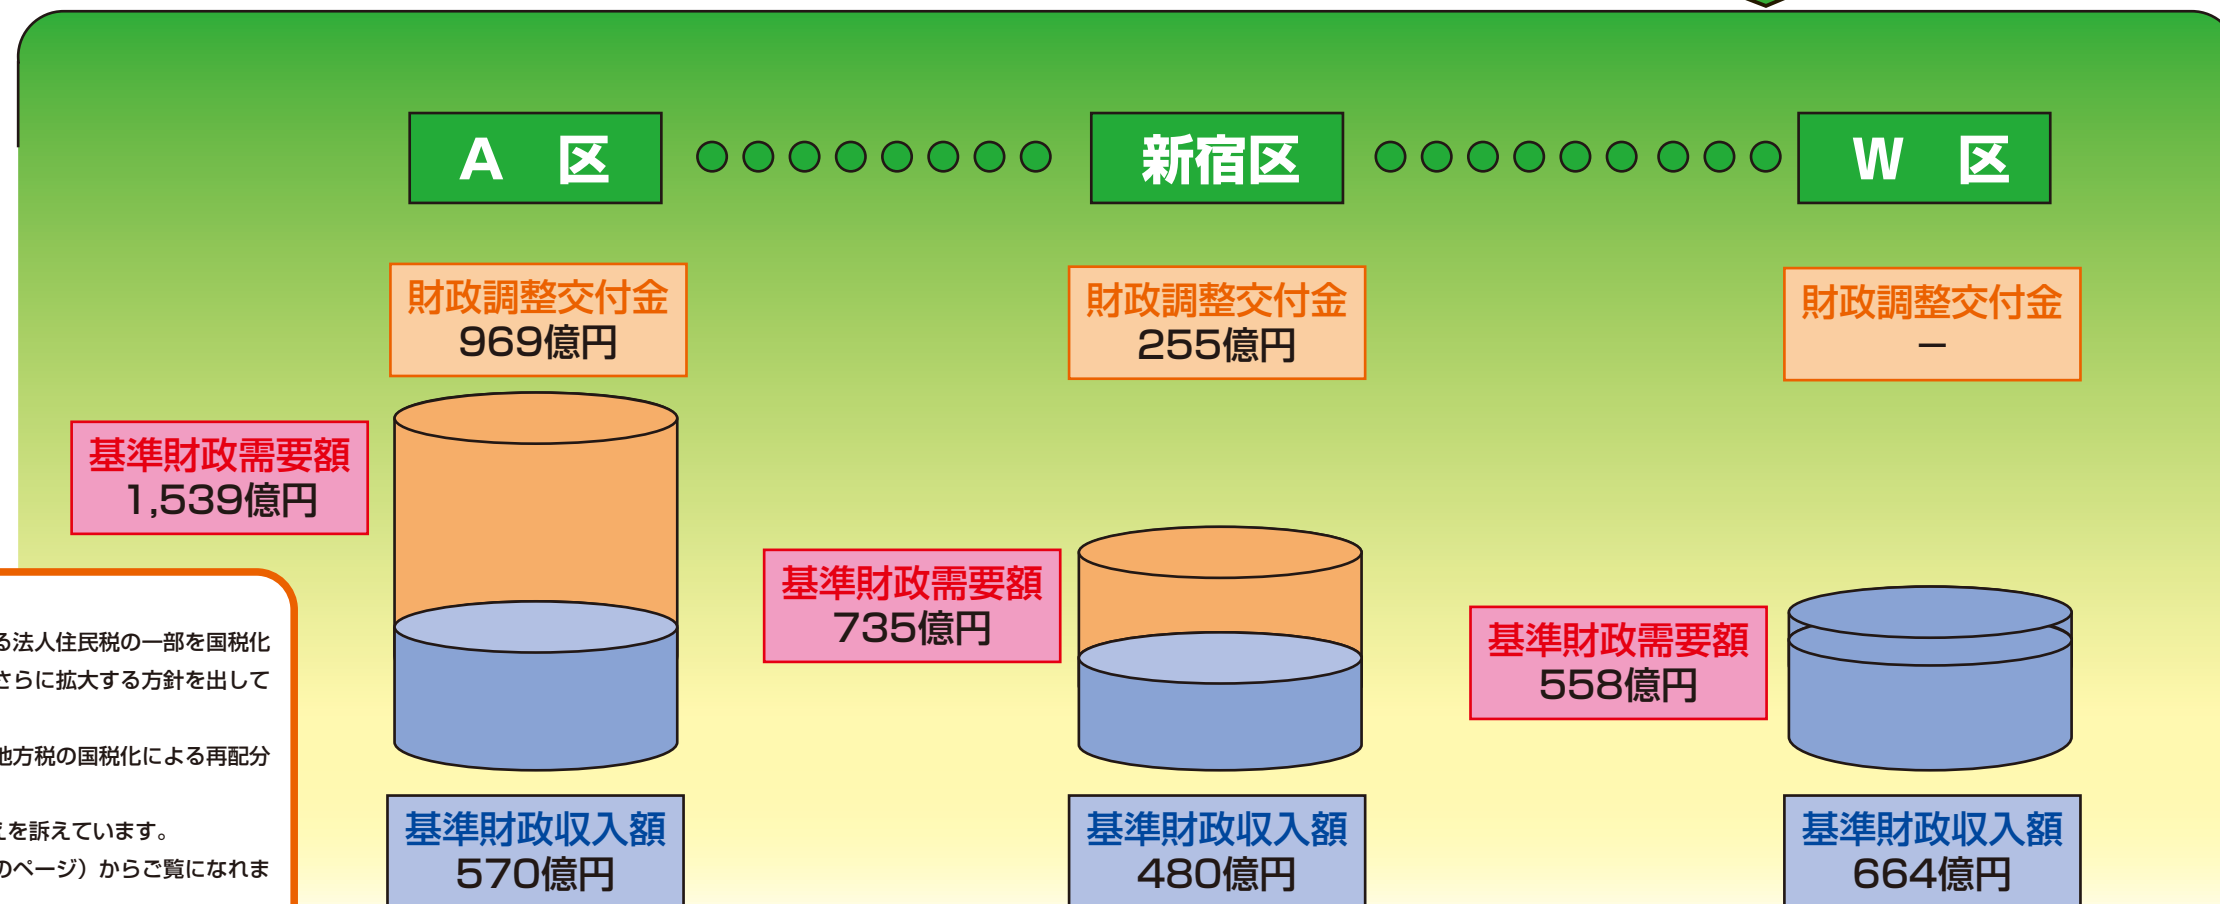 A 区
新宿区
W 区
財政調整交付金
969億円
財政調整交付金
255億円
財政調整交付金
－
基準財政需要額
1,539億円
基準財政需要額
735億円
基準財政需要額
558億円
基準財政収入額
570億円
基準財政収入額
480億円
基準財政収入額
664億円
る法人住民税の一部を国税化
さらに拡大する方針を出して
地方税の国税化による再配分
えを訴えています。
のページ）からご覧になれま